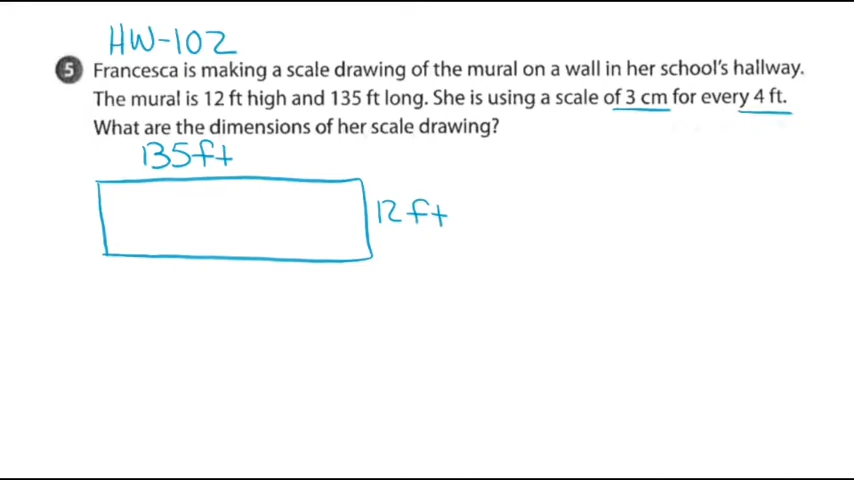 HW-102
5 Francesca is making a scale drawing of the mural on a wall in her school's hallway.
The mural is 12 ft high and 135 ft long. She is using a scale of 3 cm for every 4 ft.
What are the dimensions of her scale drawing?
135ft
12ft